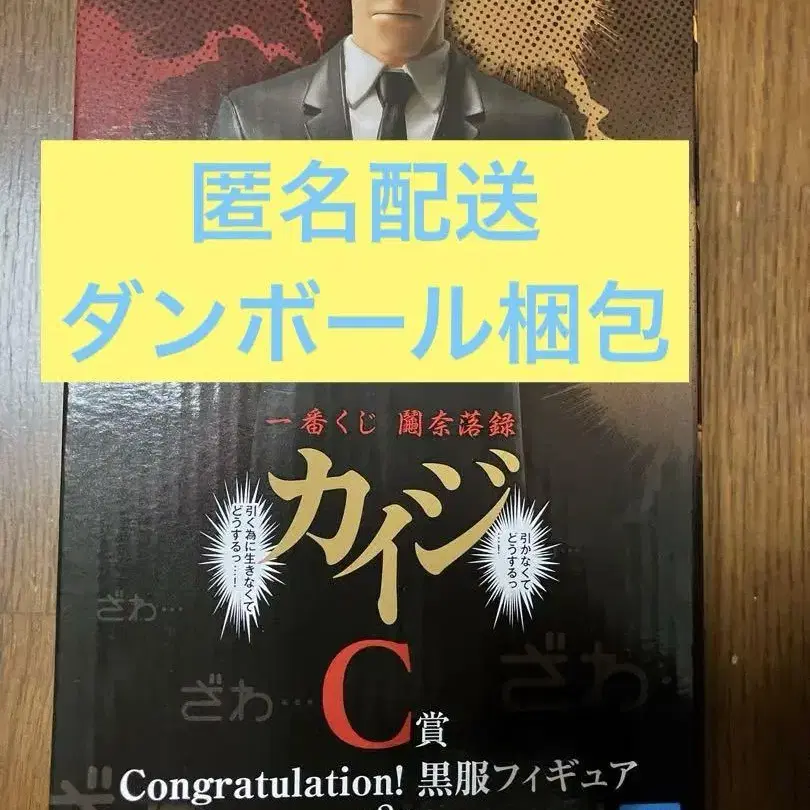 匿名配送
ダンボール梱包
一番くじ 闇奈落録
カイジ
引く為に生きなくて
どうするっ…!
引かなくて
どうするっ
…!
ざわ…
ざわ…
ざわ…
C賞
Congratulation! 黒服フィギュア